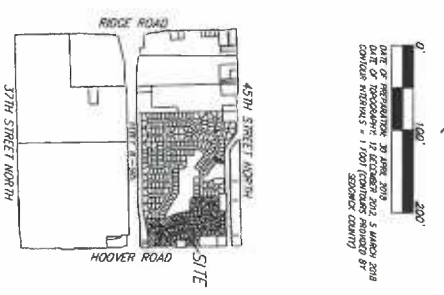 RIDGE ROAD
37TH STREET NORTH
45TH STREET NORTH
HOOVER ROAD
SITE
0'
100'
200'
DATE OF PREPARATION: 30 APRIL 2018
DATE OF TOPOGRAPHY: 12 DECEMBER 2012, 5 MARCH 2018
CONTOUR INTERVALS = 1 FOOT (CONTOURS PROVIDED BY
SEDGWICK COUNTY)